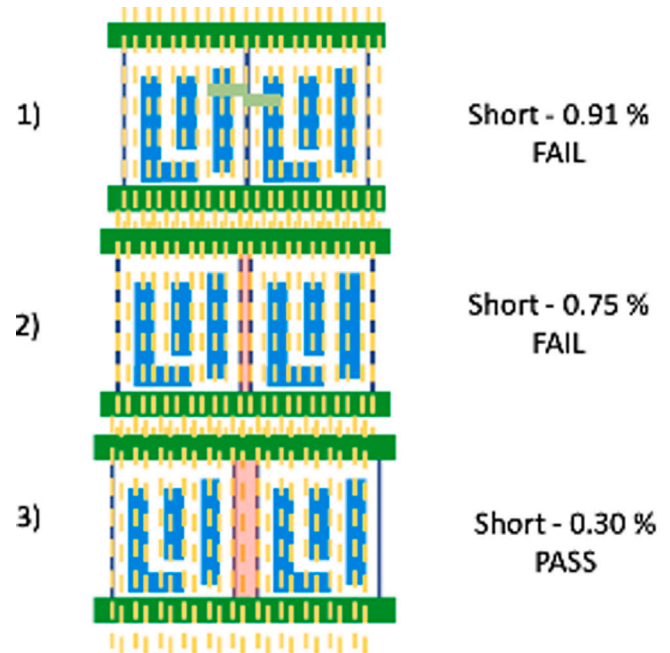 1)
Short - 0.91 %
FAIL
2)
Short - 0.75 %
FAIL
3)
Short - 0.30 %
PASS